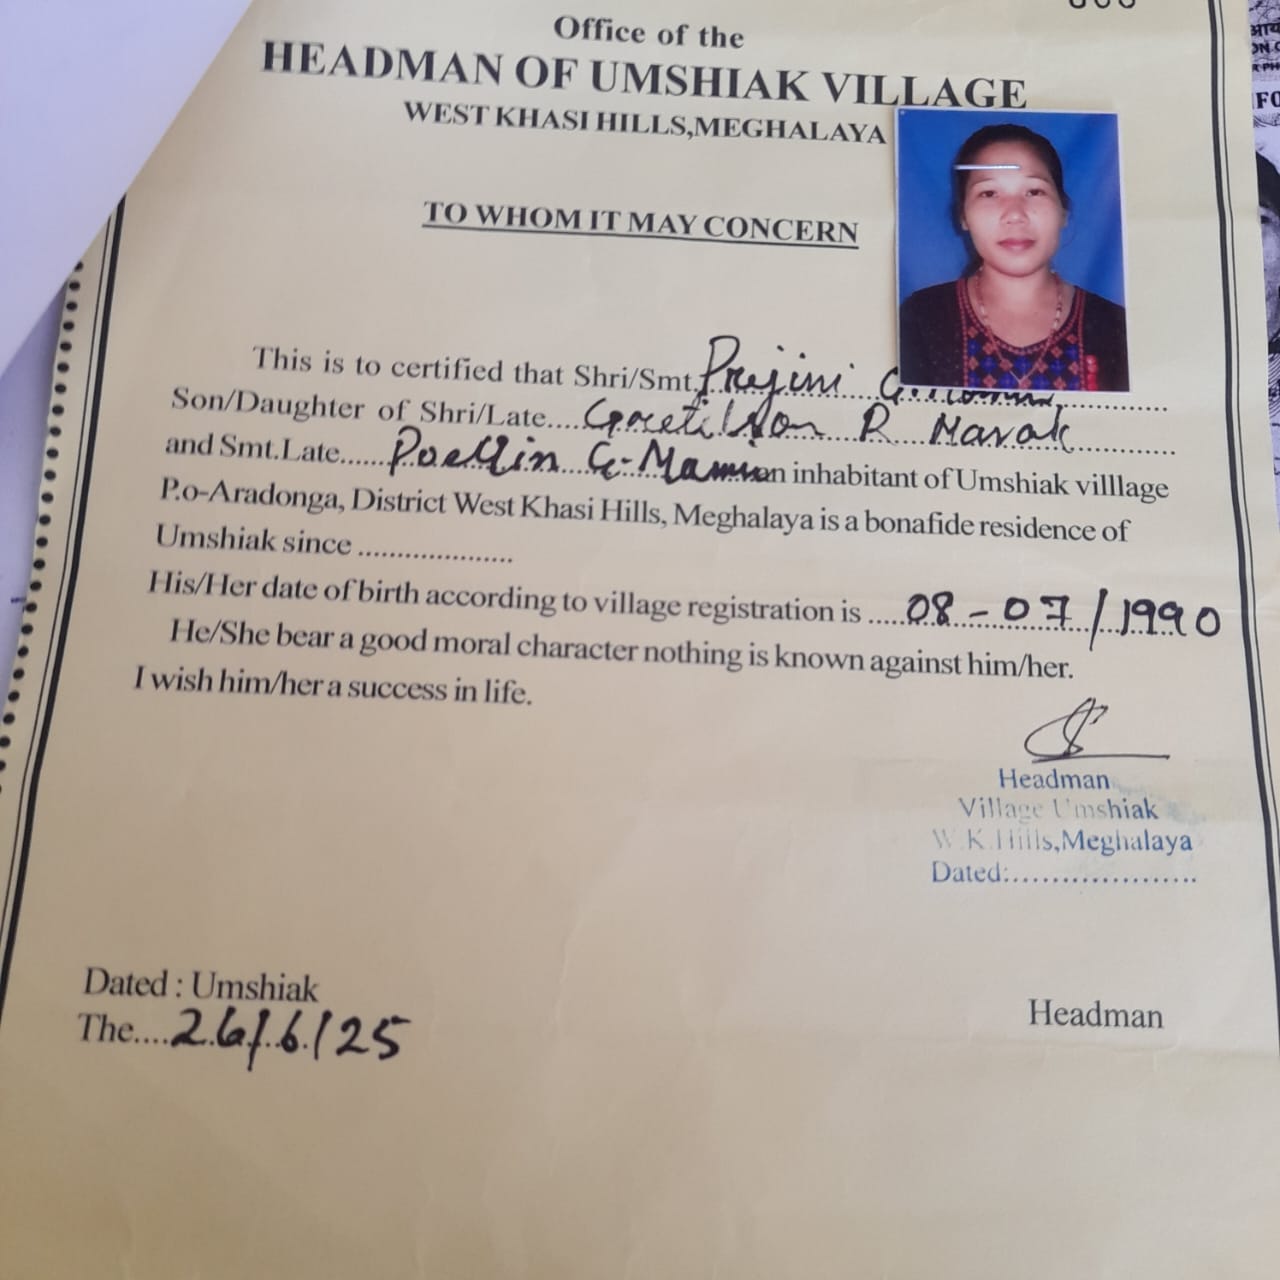 Office of the
HEADMAN OF UMSHIAK VILLAGE
WEST KHASI HILLS,MEGHALAYA
TO WHOM IT MAY CONCERN
This is to certified that Shri/Smt. Prejini G.
Son/Daughter of Shri/Late.... R Marak
and Smt.Late...... G-Momin an inhabitant of Umshiak villlage
P.o-Aradonga, District West Khasi Hills, Meghalaya is a bonafide residence of
Umshiak since ....................
His/Her date of birth according to village registration is ..... 08-07/1990
He/She bear a good moral character nothing is known against him/her.
I wish him/her a success in life.
Headman
Village Umshiak
W.K.Hills,Meghalaya
Dated:....................
Dated : Umshiak
The.... 26/6/25
Headman